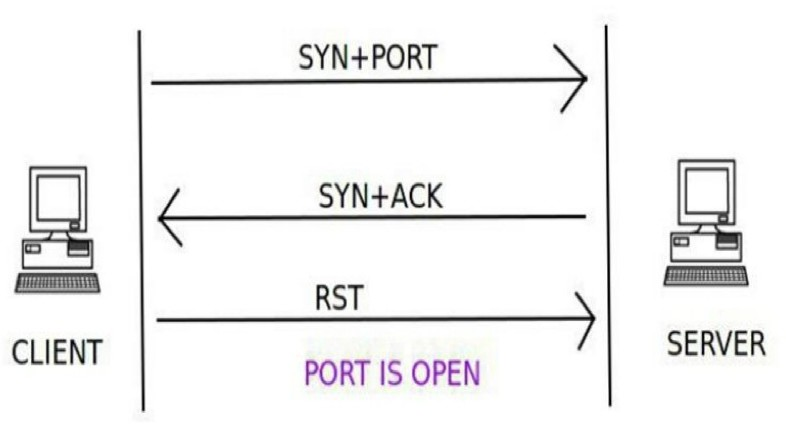 SYN+PORT
SYN+ACK
RST
CLIENT
SERVER
PORT IS OPEN